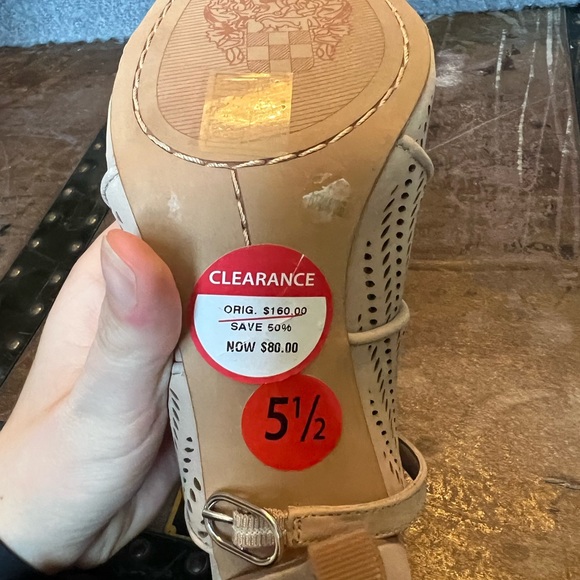 CLEARANCE
ORIG. $160.00
SAVE 50%
NOW $80.00
5½